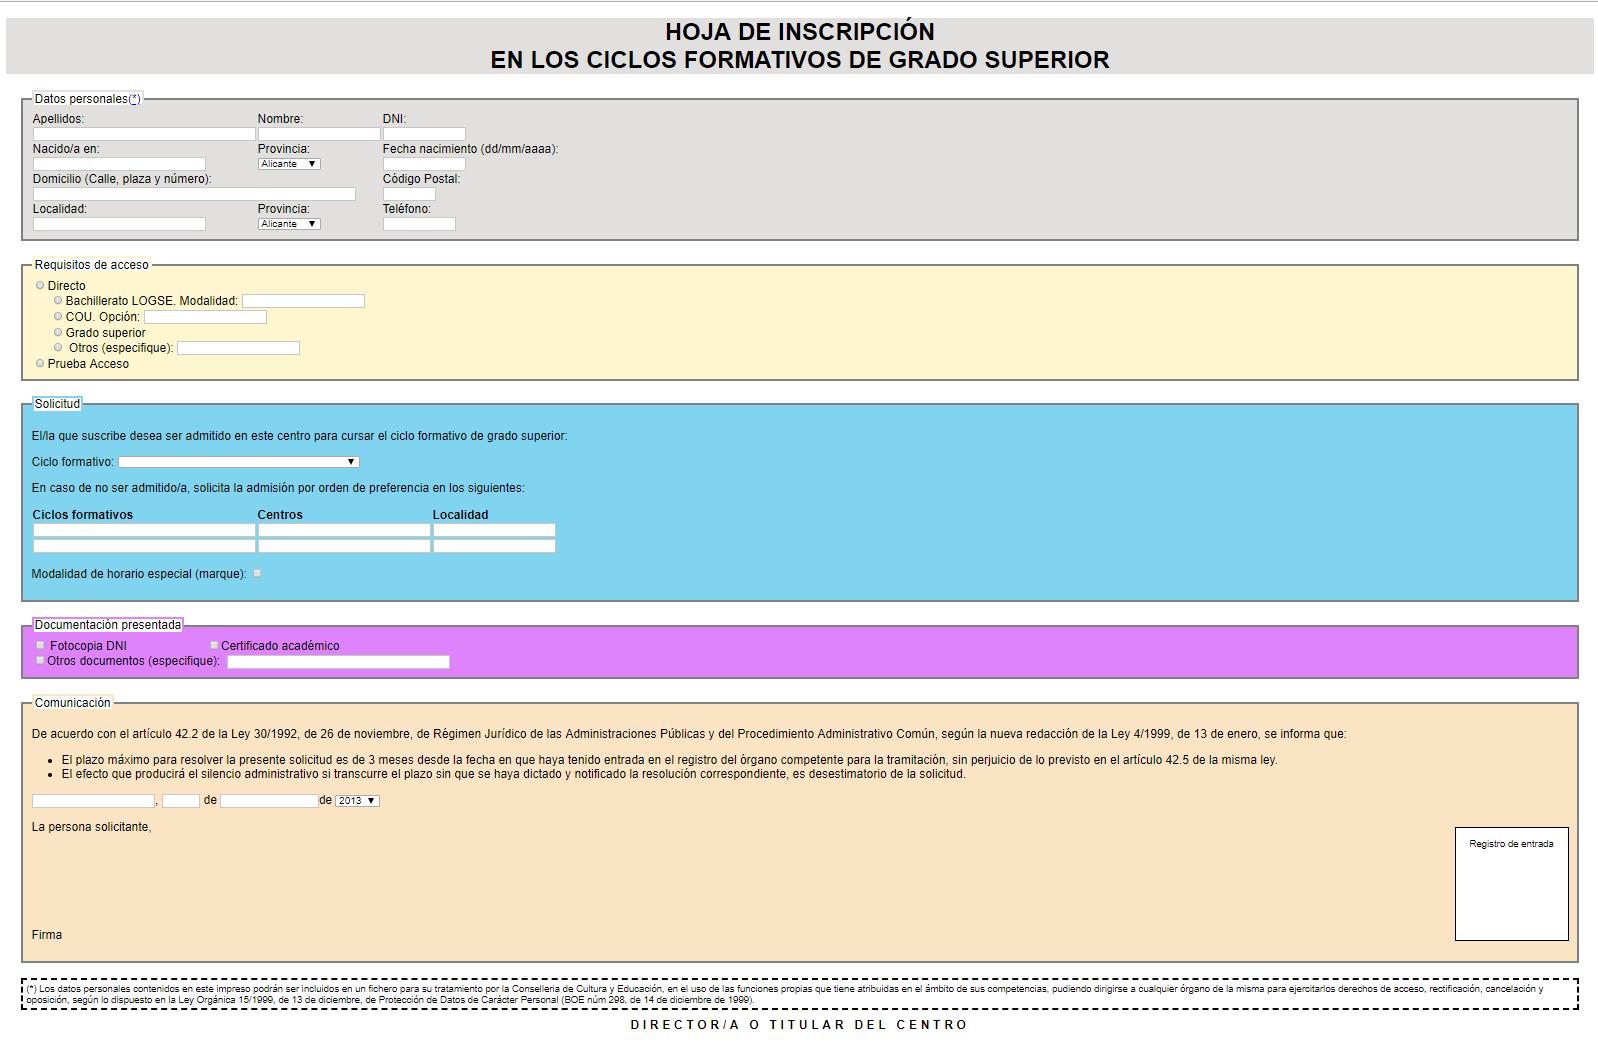 HOJA DE INSCRIPCIÓN
EN LOS CICLOS FORMATIVOS DE GRADO SUPERIOR
Datos personales(*)
Apellidos: Nombre: DNI:
Nacido/a en: Provincia: Fecha nacimiento (dd/mm/aaaa):
Alicante
Domicilio (Calle, plaza y número): Código Postal:
Localidad: Provincia: Teléfono:
Alicante
Requisitos de acceso
Directo
Bachillerato LOGSE. Modalidad:
COU. Opción:
Grado superior
Otros (especifique):
Prueba Acceso
Solicitud
El/la que suscribe desea ser admitido en este centro para cursar el ciclo formativo de grado superior:
Ciclo formativo:
En caso de no ser admitido/a, solicita la admisión por orden de preferencia en los siguientes:
Ciclos formativos Centros Localidad
Modalidad de horario especial (marque):
Documentación presentada
Fotocopia DNI Certificado académico
Otros documentos (especifique):
Comunicación
De acuerdo con el artículo 42.2 de la Ley 30/1992, de 26 de noviembre, de Régimen Jurídico de las Administraciones Públicas y del Procedimiento Administrativo Común, según la nueva redacción de la Ley 4/1999, de 13 de enero, se informa que:
• El plazo máximo para resolver la presente solicitud es de 3 meses desde la fecha en que haya tenido entrada en el registro del órgano competente para la tramitación, sin perjuicio de lo previsto en el artículo 42.5 de la misma ley.
• El efecto que producirá el silencio administrativo si transcurre el plazo sin que se haya dictado y notificado la resolución correspondiente, es desestimatorio de la solicitud.
, de de 2013
La persona solicitante,
Registro de entrada
Firma
(*) Los datos personales contenidos en este impreso podrán ser incluidos en un fichero para su tratamiento por la Conselleria de Cultura y Educación, en el uso de las funciones propias que tiene atribuidas en el ámbito de sus competencias, pudiendo dirigirse a cualquier órgano de la misma para ejercitarlos derechos de acceso, rectificación, cancelación y
oposición, según lo dispuesto en la Ley Orgánica 15/1999, de 13 de diciembre, de Protección de Datos de Carácter Personal (BOE núm 298, de 14 de diciembre de 1999).
DIRECTOR/A O TITULAR DEL CENTRO